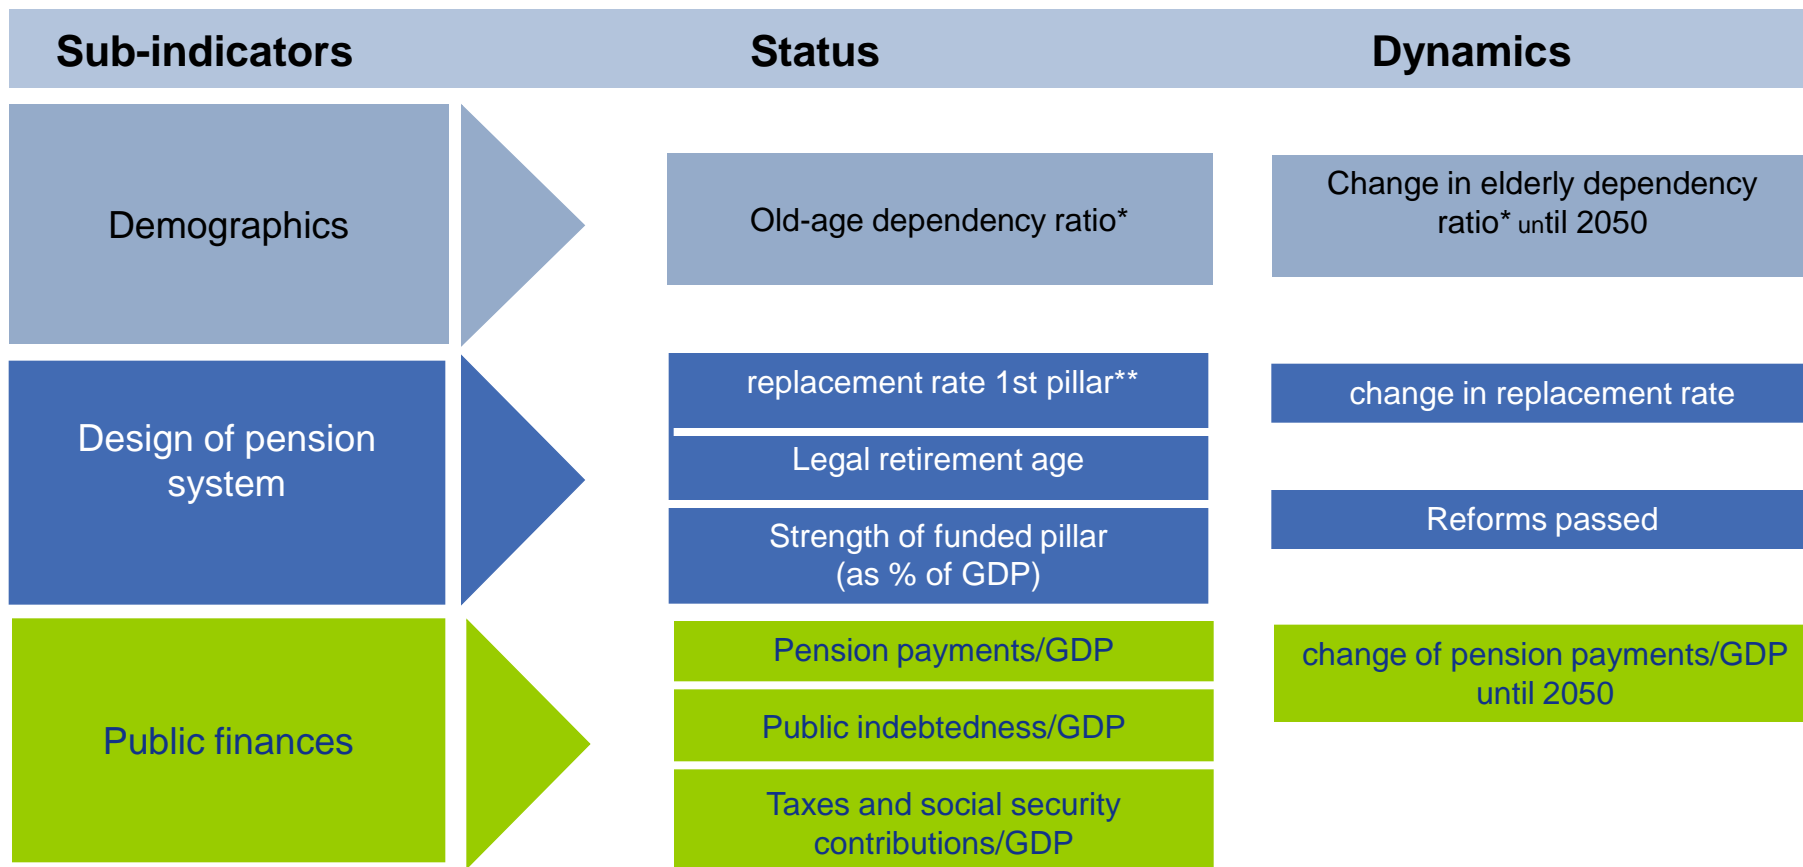 Sub-indicators
Status
Dynamics
Demographics
Old-age dependency ratio*
Change in elderly dependency
ratio* until 2050
Design of pension
system
replacement rate 1st pillar**
Legal retirement age
Strength of funded pillar
(as % of GDP)
change in replacement rate
Reforms passed
Public finances
Pension payments/GDP
Public indebtedness/GDP
Taxes and social security
contributions/GDP
change of pension payments/GDP
until 2050